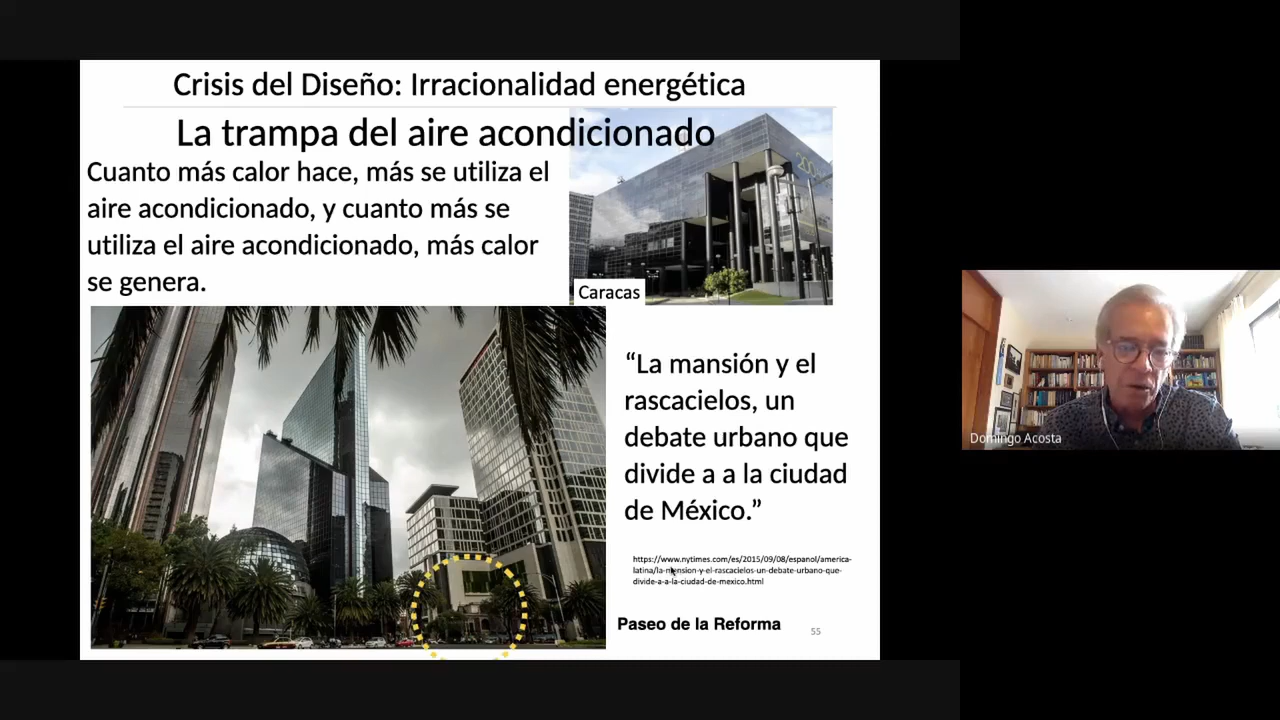 Crisis del Diseño: Irracionalidad energética
La trampa del aire acondicionado
Cuanto más calor hace, más se utiliza el
aire acondicionado, y cuanto más se
utiliza el aire acondicionado, más calor
se genera.
200
Caracas
“La mansión y el
rascacielos, un
debate urbano que
divide a a la ciudad
de México.”
https://www.nytimes.com/es/2015/09/08/espanol/america-
latina/la-mansion-y-el-rascacielos-un-debate-urbano-que-
divide-a-a-la-ciudad-de-mexico.html
Paseo de la Reforma
55
Domingo Acosta